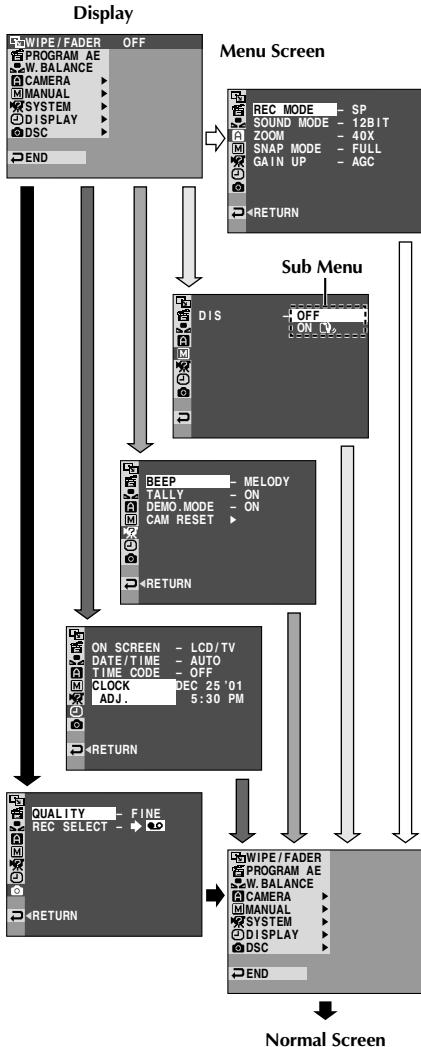 Display
WIPE/FADER OFF
PROGRAM AE
W. BALANCE
CAMERA
MANUAL
SYSTEM
DISPLAY
DSC
END
Menu Screen
REC MODE – SP
SOUND MODE – 12BIT
ZOOM – 40X
SNAP MODE – FULL
GAIN UP – AGC
RETURN
Sub Menu
DIS – OFF
ON
BEEP – MELODY
TALLY – ON
DEMO.MODE – ON
CAM RESET
RETURN
ON SCREEN – LCD/TV
DATE/TIME – AUTO
TIME CODE – OFF
CLOCK DEC 25 '01
ADJ. 5:30 PM
RETURN
QUALITY – FINE
REC SELECT –
RETURN
WIPE/FADER
PROGRAM AE
W. BALANCE
CAMERA
MANUAL
SYSTEM
DISPLAY
DSC
END
Normal Screen